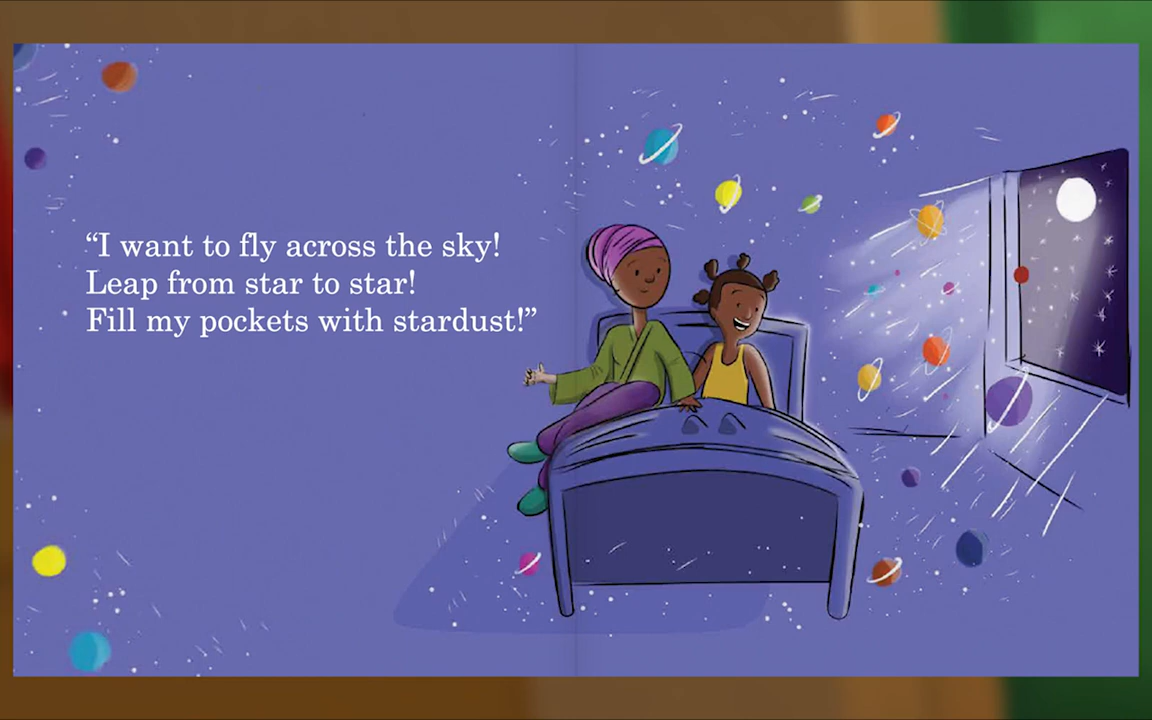 “I want to fly across the sky!
Leap from star to star!
Fill my pockets with stardust!”